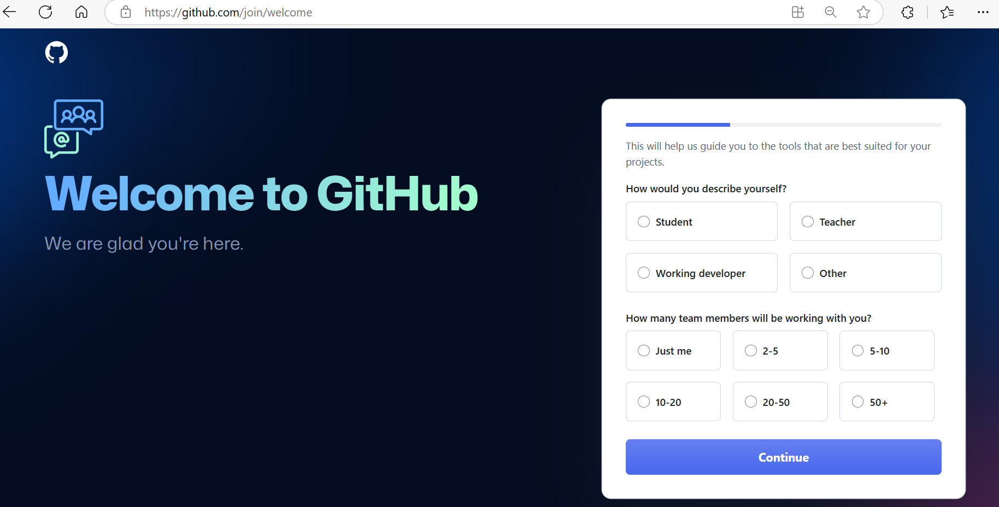 https://github.com/join/welcome
Welcome to GitHub
We are glad you're here.
This will help us guide you to the tools that are best suited for your
projects.
How would you describe yourself?
Student
Teacher
Working developer
Other
How many team members will be working with you?
Just me
2-5
5-10
10-20
20-50
50+
Continue